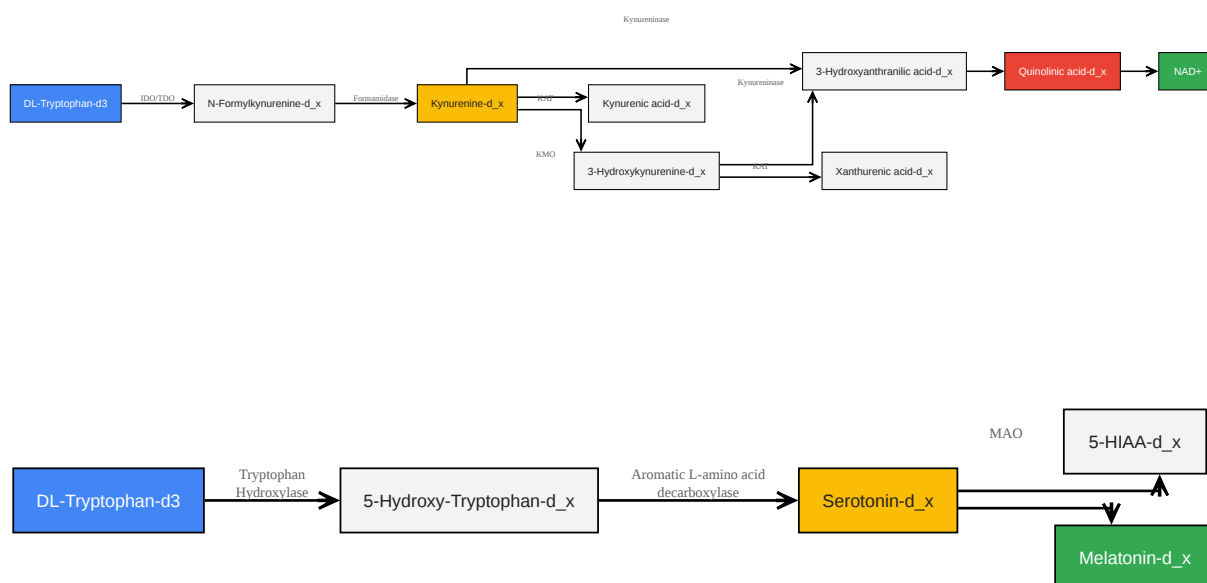 Kynureninase
DL-Tryptophan-d3
IDO/TDO
N-Formylkynurenine-d_x
Formamidase
Kynurenine-d_x
KAT
Kynurenic acid-d_x
KMO
3-Hydroxykynurenine-d_x
KAT
Xanthurenic acid-d_x
Kynureninase
3-Hydroxyanthranilic acid-d_x
Quinolinic acid-d_x
NAD+
DL-Tryptophan-d3
Tryptophan
Hydroxylase
5-Hydroxy-Tryptophan-d_x
Aromatic L-amino acid
decarboxylase
Serotonin-d_x
MAO
5-HIAA-d_x
Melatonin-d_x